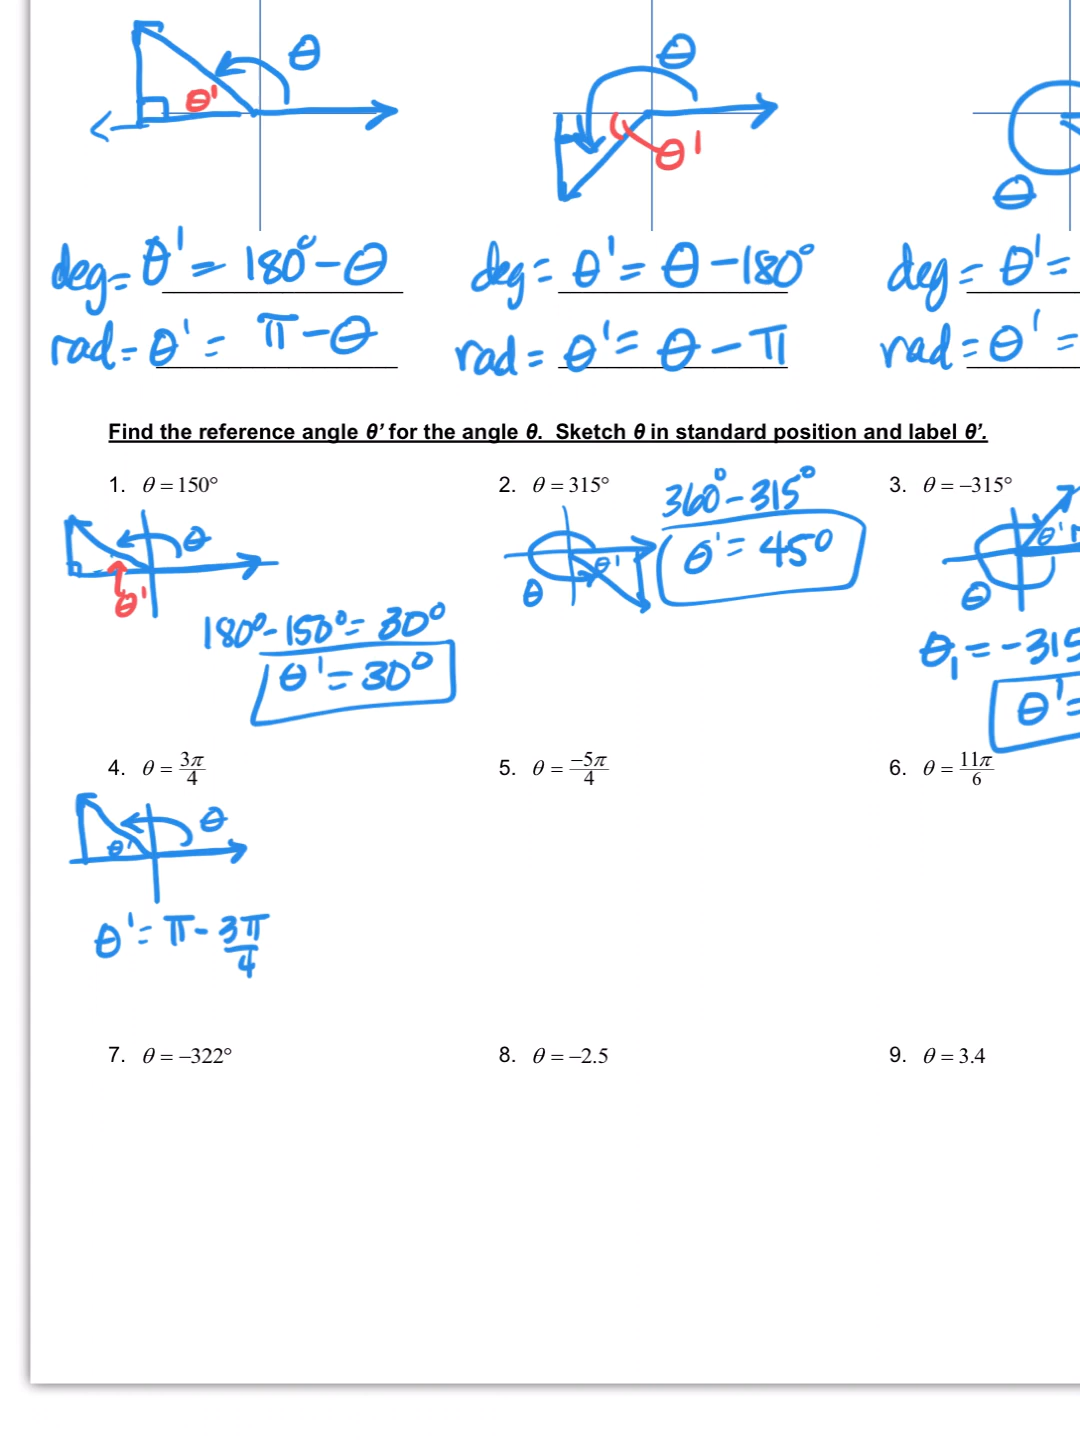 θ
θ'
θ
θ'
θ
deg = θ' = 180° - θ
deg = θ' = θ - 180°
deg = θ' =
rad = θ' = π - θ
rad = θ' = θ - π
rad = θ' =
Find the reference angle θ' for the angle θ. Sketch θ in standard position and label θ'.
1. θ = 150°
2. θ = 315°
3. θ = –315°
360° - 315°
θ' = 45°
θ
θ'
θ
θ'
θ'
θ
180° - 150° = 30°
θ' = 30°
θ₁ = -315
θ' =
4. θ = 3π/4
5. θ = -5π/4
6. θ = 11π/6
θ
θ'
θ' = π - 3π/4
7. θ = –322°
8. θ = –2.5
9. θ = 3.4